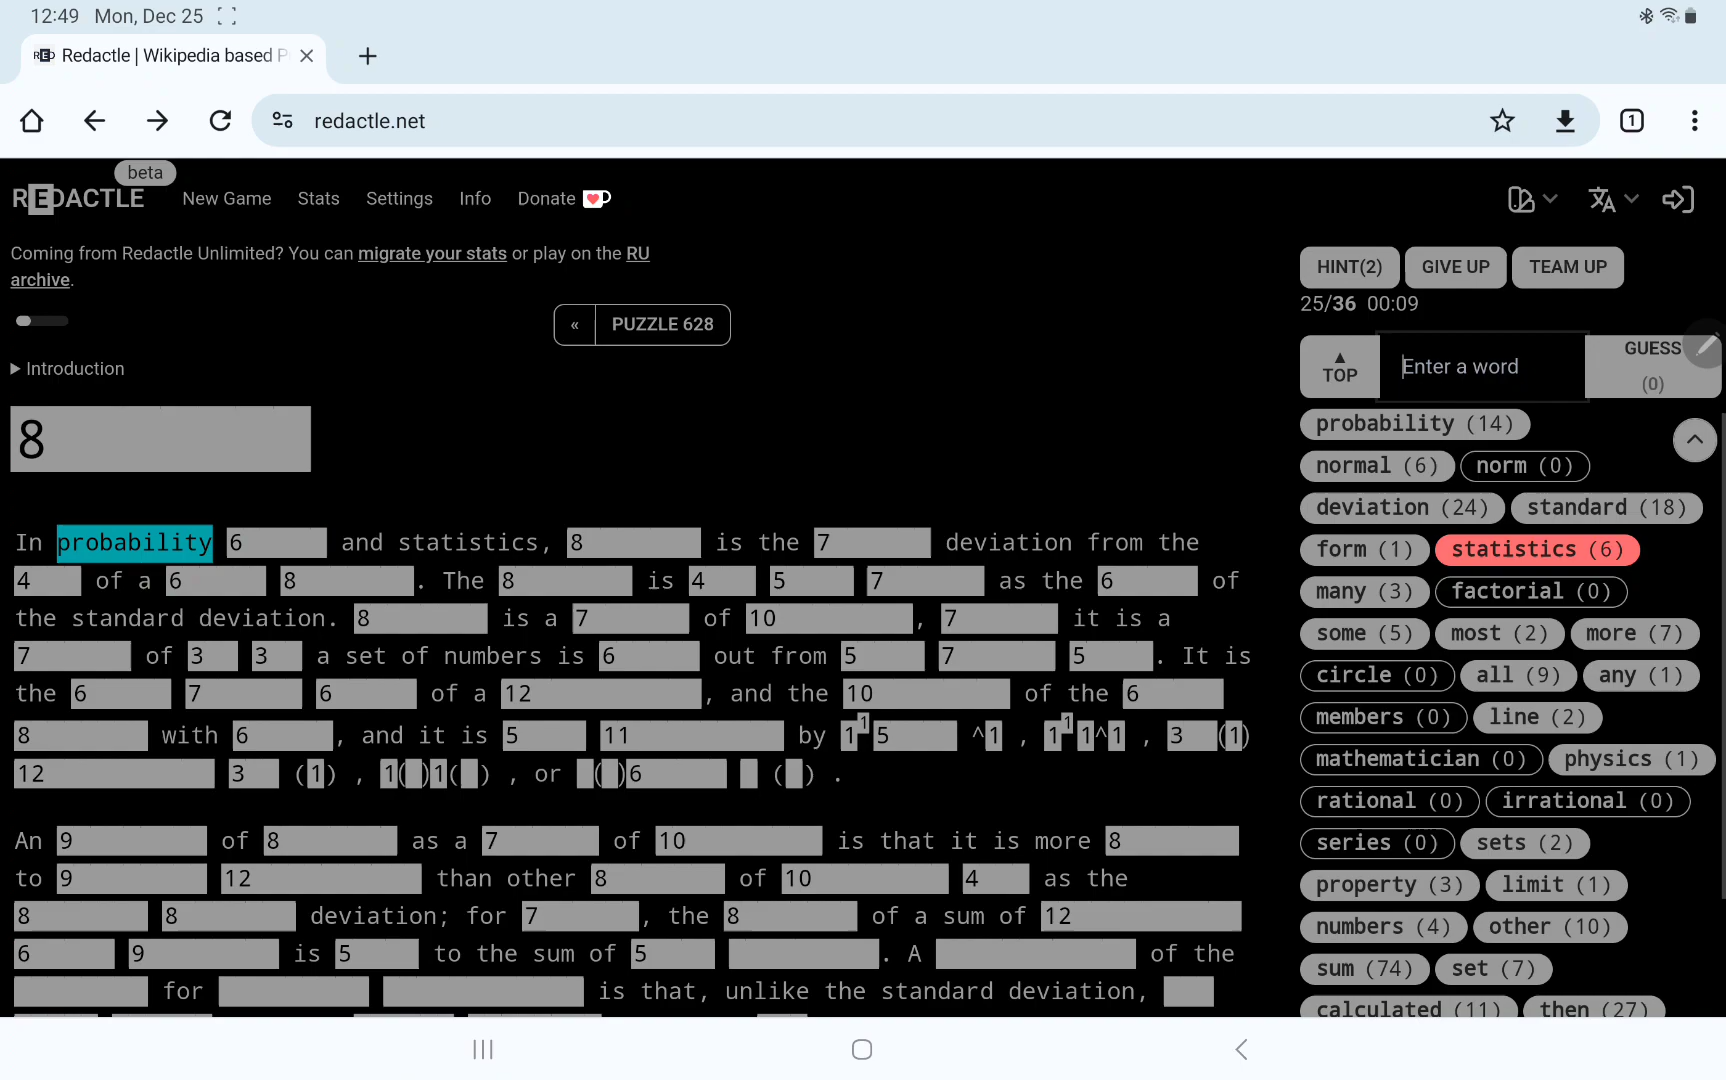 12:49 Mon, Dec 25
RED Redactle | Wikipedia based P
redactle.net
1
beta
REDACTLE New Game Stats Settings Info Donate
Coming from Redactle Unlimited? You can migrate your stats or play on the RU
archive.
« PUZZLE 628
Introduction
8
In probability 6 and statistics, 8 is the 7 deviation from the
4 of a 6 8 . The 8 is 4 5 7 as the 6 of
the standard deviation. 8 is a 7 of 10 , 7 it is a
7 of 3 3 a set of numbers is 6 out from 5 7 5 . It is
the 6 7 6 of a 12 , and the 10 of the 6
8 with 6 , and it is 5 11 by 1 1 5 ^1 , 1 1 1^1 , 3 (1)
12 3 (1) , 1( )1( ) , or ( )6 ( ) .
An 9 of 8 as a 7 of 10 is that it is more 8
to 9 12 than other 8 of 10 4 as the
8 8 deviation; for 7 , the 8 of a sum of 12
6 9 is 5 to the sum of 5 . A of the
for is that, unlike the standard deviation,
HINT(2) GIVE UP TEAM UP
25/36 00:09
▲ TOP Enter a word GUESS (0)
probability (14)
normal (6) norm (0)
deviation (24) standard (18)
form (1) statistics (6)
many (3) factorial (0)
some (5) most (2) more (7)
circle (0) all (9) any (1)
members (0) line (2)
mathematician (0) physics (1)
rational (0) irrational (0)
series (0) sets (2)
property (3) limit (1)
numbers (4) other (10)
sum (74) set (7)
calculated (11) then (27)